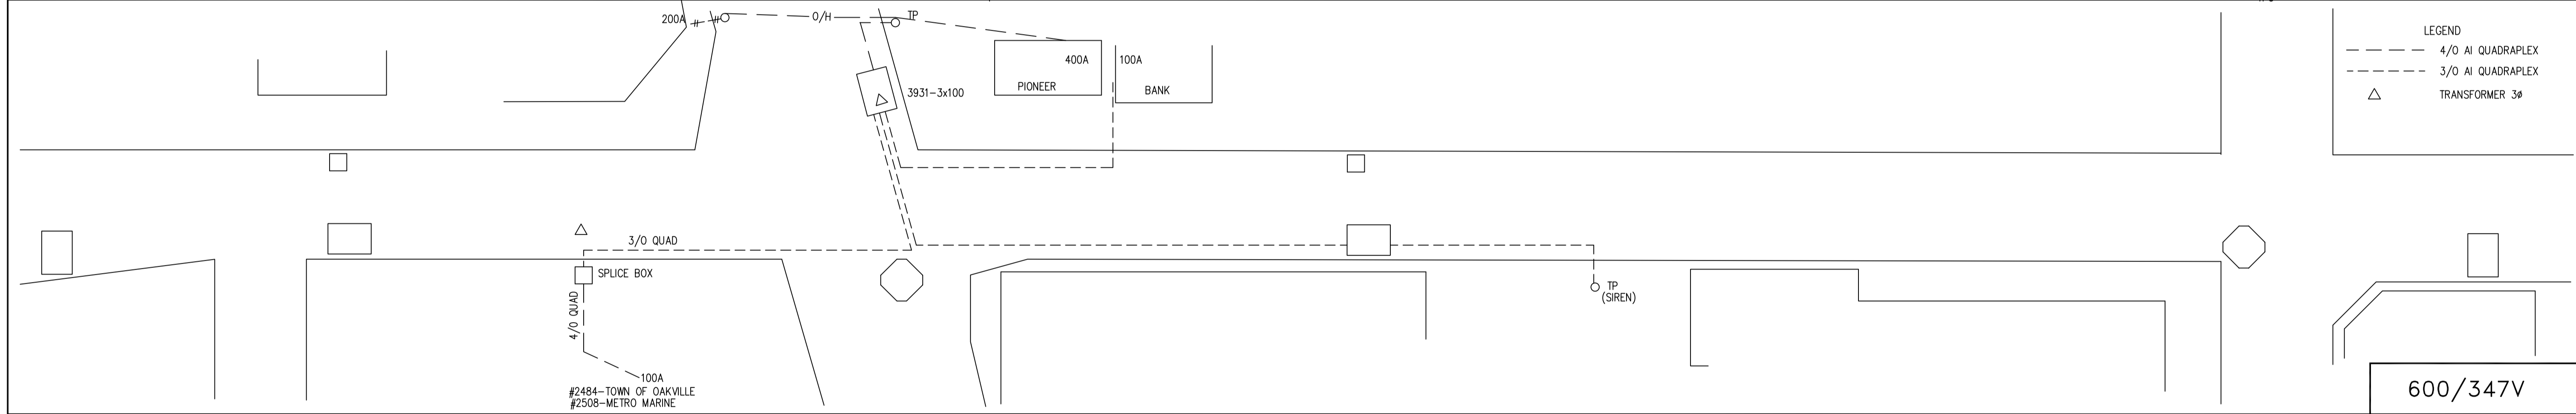 200A
O/H
TP
400A
PIONEER
100A
BANK
3931-3x100
LEGEND
4/0 Al QUADRAPLEX
3/0 Al QUADRAPLEX
TRANSFORMER 3ø
3/0 QUAD
SPLICE BOX
4/0 QUAD
TP
(SIREN)
100A
#2484-TOWN OF OAKVILLE
#2508-METRO MARINE
600/347V